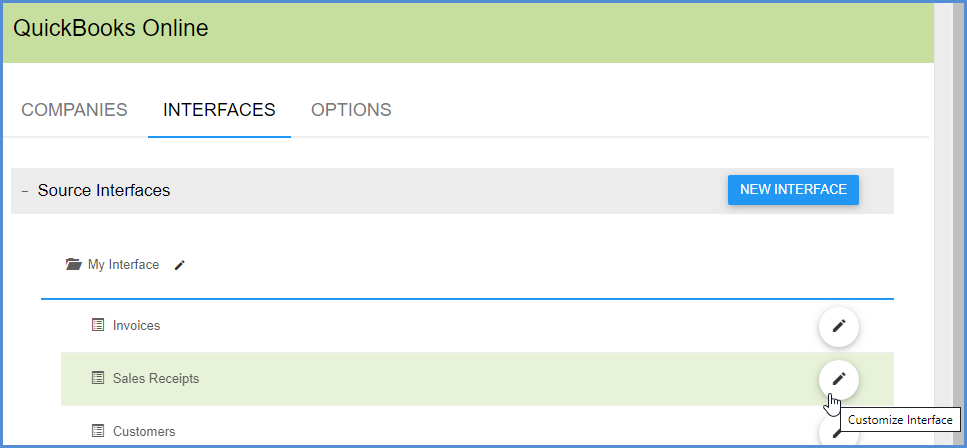 QuickBooks Online
COMPANIES INTERFACES OPTIONS
− Source Interfaces NEW INTERFACE
My Interface
Invoices
Sales Receipts
Customize Interface
Customers